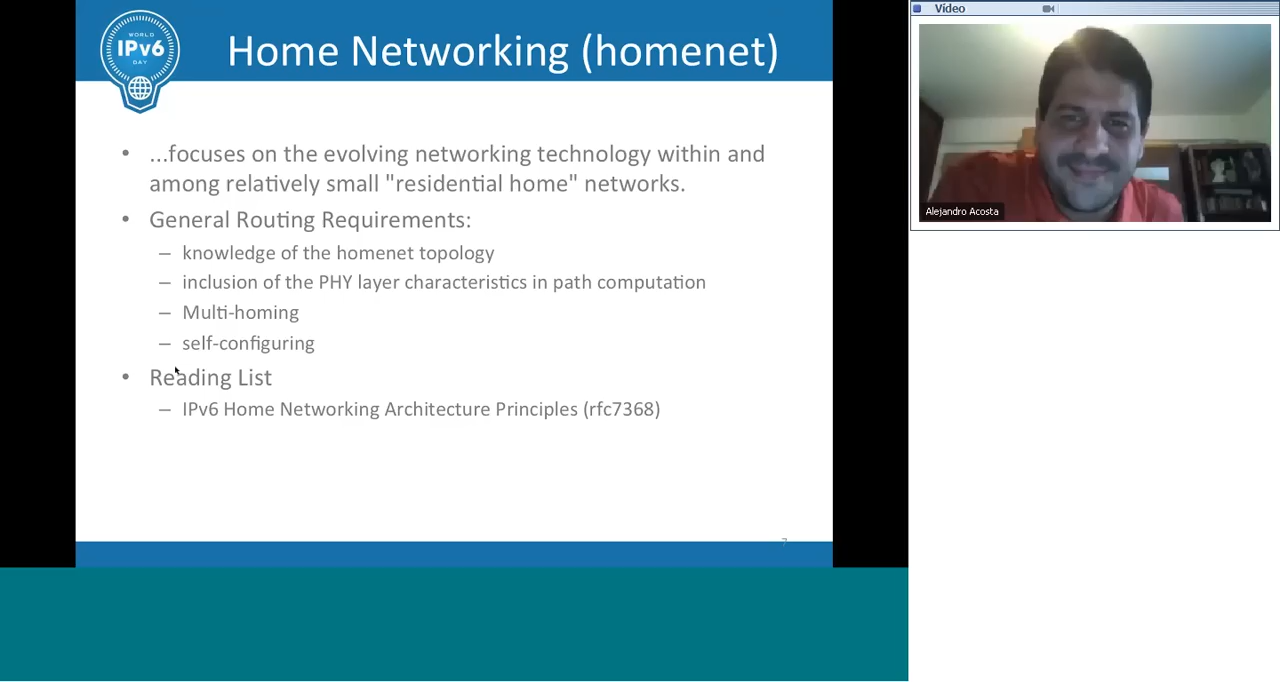 WORLD
IPv6
DAY
Home Networking (homenet)
• ...focuses on the evolving networking technology within and
among relatively small "residential home" networks.
• General Routing Requirements:
– knowledge of the homenet topology
– inclusion of the PHY layer characteristics in path computation
– Multi-homing
– self-configuring
• Reading List
– IPv6 Home Networking Architecture Principles (rfc7368)
7
Vídeo
Alejandro Acosta